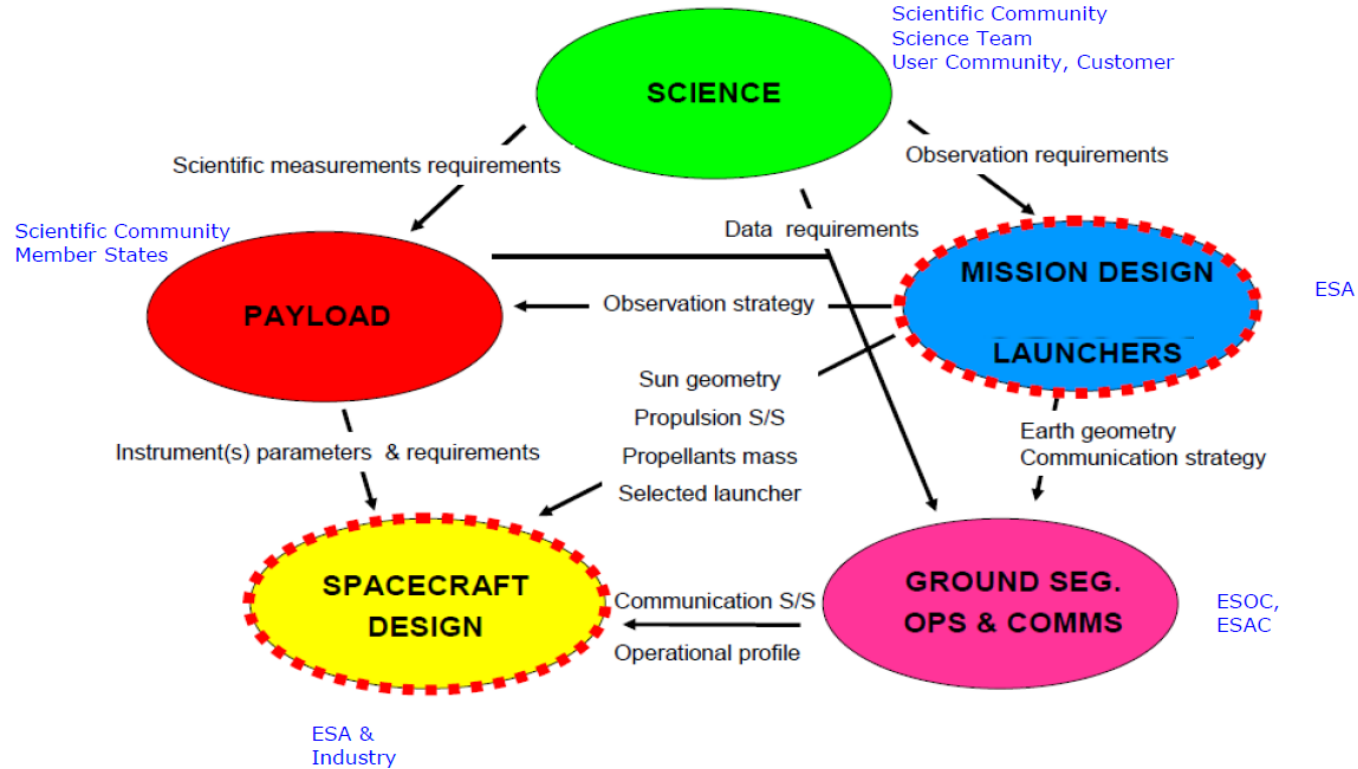 Scientific Community
Science Team
User Community, Customer
SCIENCE
Scientific measurements requirements
Observation requirements
Scientific Community
Member States
Data requirements
PAYLOAD
Observation strategy
MISSION DESIGN
LAUNCHERS
ESA
Sun geometry
Propulsion S/S
Propellants mass
Selected launcher
Earth geometry
Communication strategy
Instrument(s) parameters & requirements
SPACECRAFT
DESIGN
Communication S/S
Operational profile
GROUND SEG.
OPS & COMMS
ESOC,
ESAC
ESA &
Industry